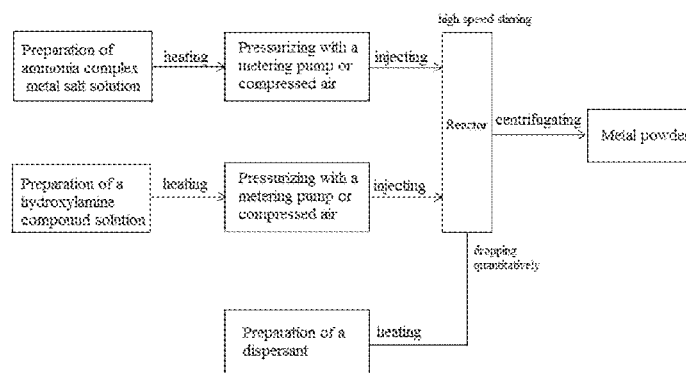 high speed stirring
Preparation of
ammonia complex
metal salt solution
heating
Pressurizing with a
metering pump or
compressed air
injecting
Reactor
centrifugating
Metal powder
Preparation of a
hydroxylamine
compound solution
heating
Pressurizing with a
metering pump or
compressed air
injecting
dropping
quantitatively
Preparation of a
dispersant
heating